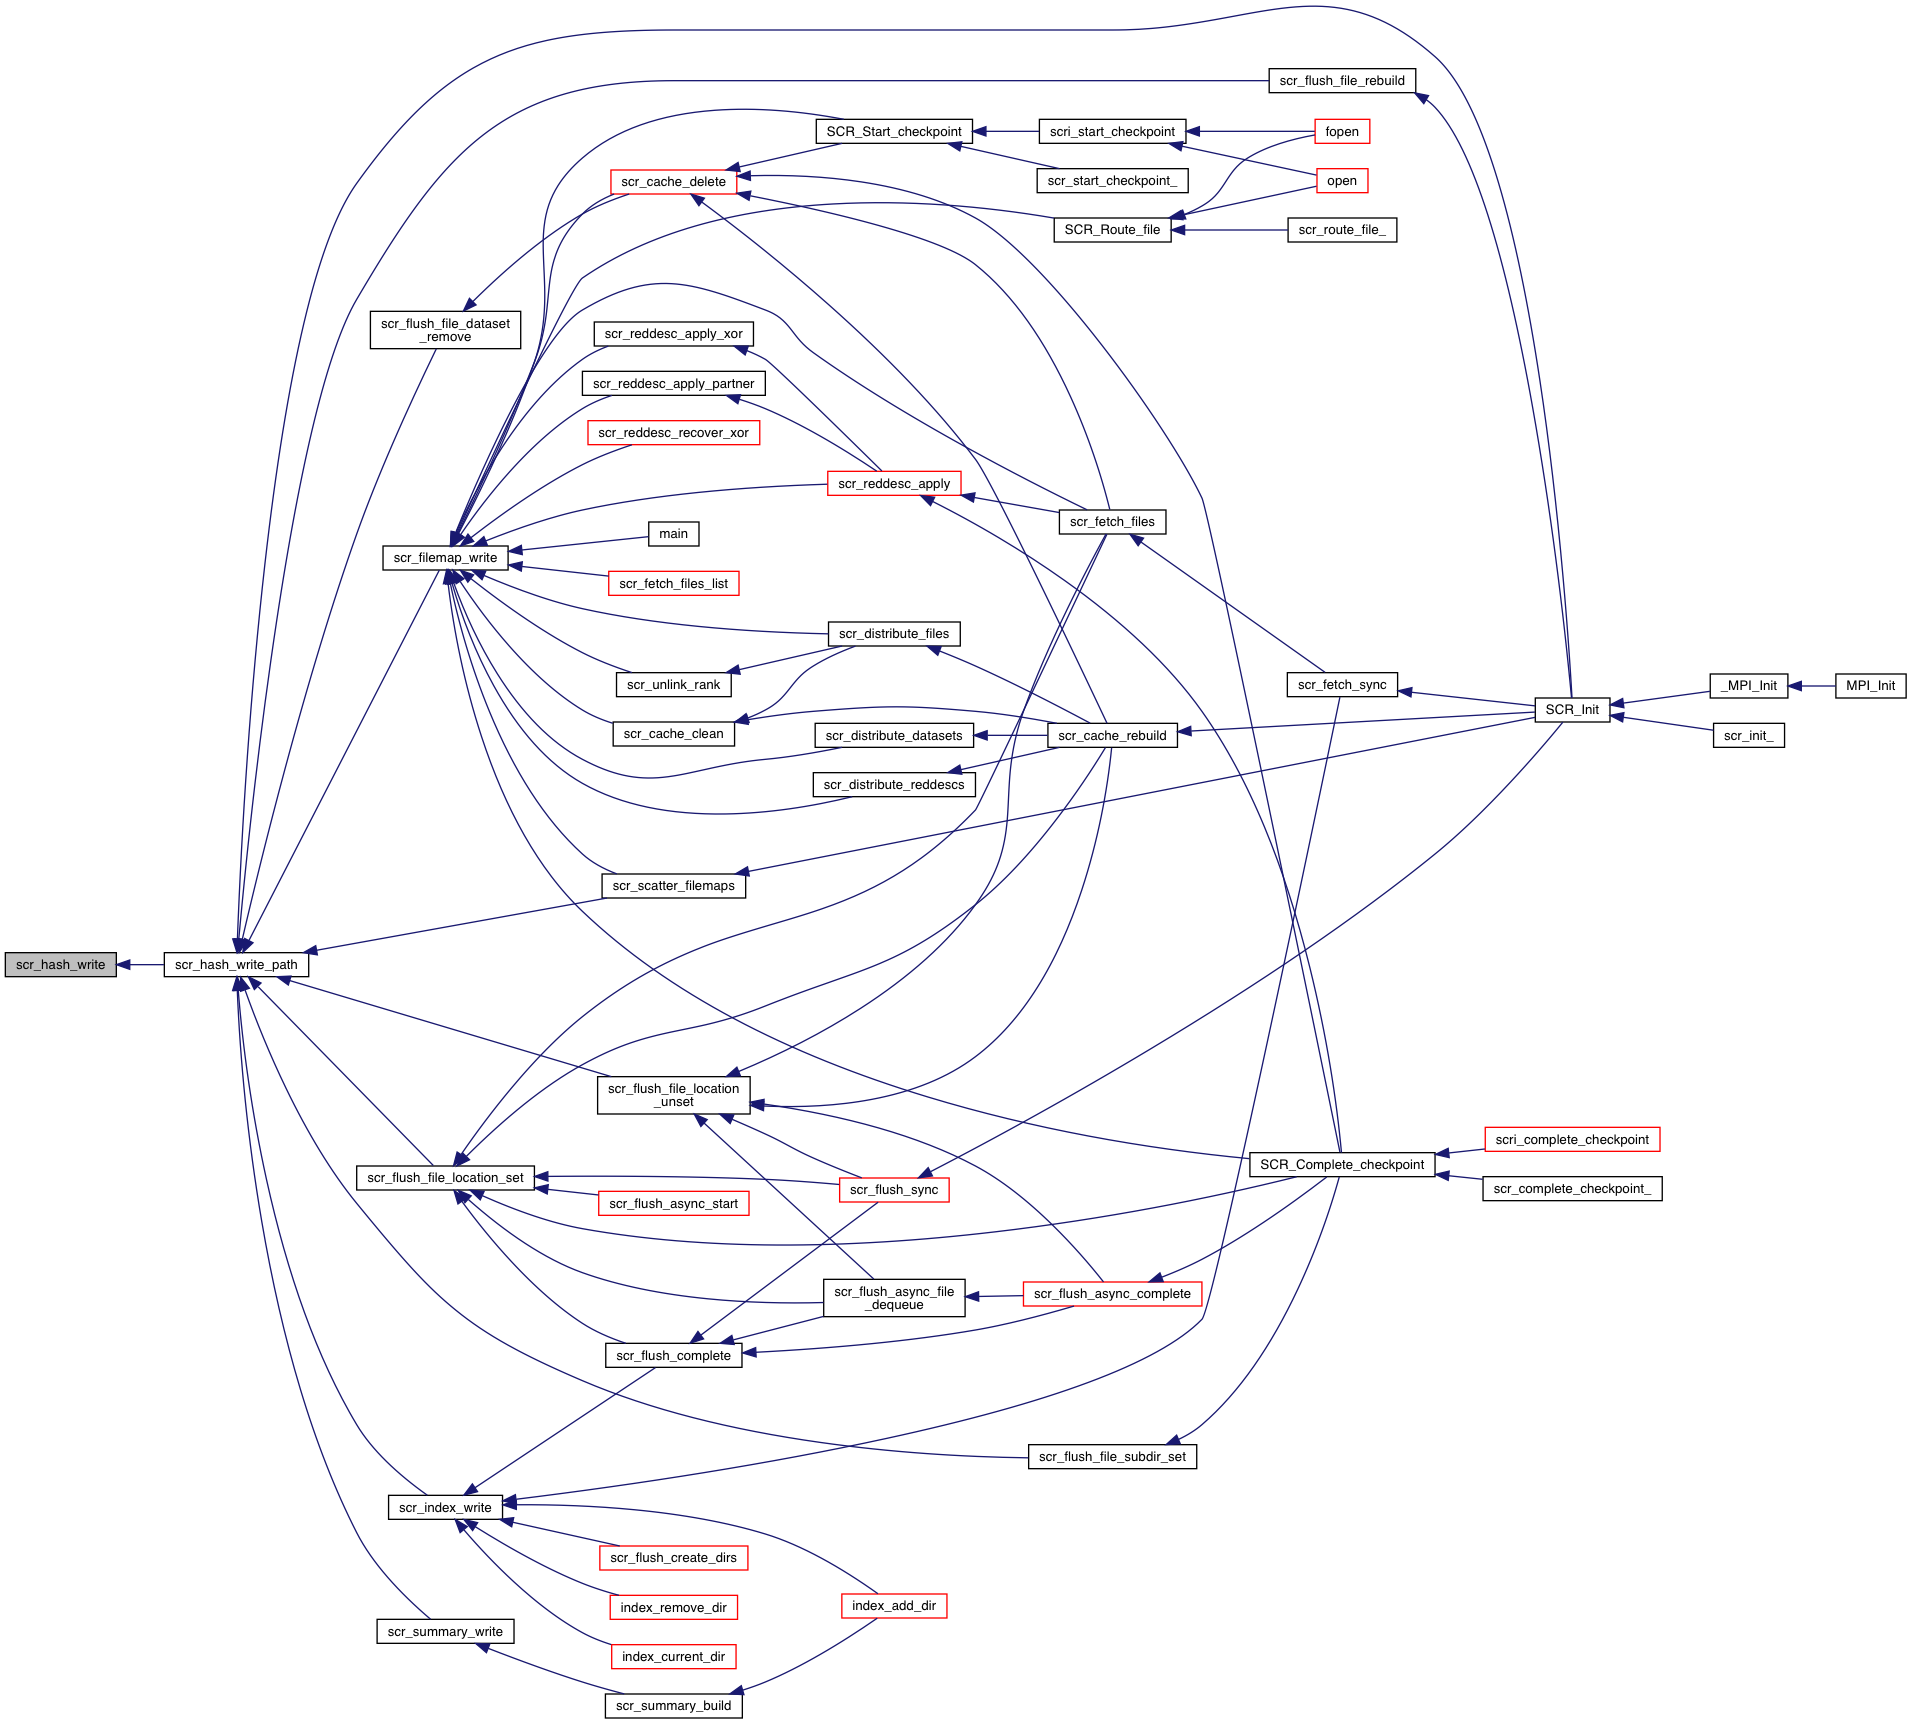 scr_flush_file_rebuild
SCR_Start_checkpoint
scri_start_checkpoint
fopen
scr_cache_delete
scr_start_checkpoint_
open
SCR_Route_file
scr_route_file_
scr_flush_file_dataset
_remove
scr_reddesc_apply_xor
scr_reddesc_apply_partner
scr_reddesc_recover_xor
scr_reddesc_apply
scr_fetch_files
main
scr_filemap_write
scr_fetch_files_list
scr_distribute_files
scr_unlink_rank
scr_fetch_sync
_MPI_Init
MPI_Init
SCR_Init
scr_cache_clean
scr_distribute_datasets
scr_cache_rebuild
scr_init_
scr_distribute_reddescs
scr_scatter_filemaps
scr_hash_write
scr_hash_write_path
scr_flush_file_location
_unset
scri_complete_checkpoint
SCR_Complete_checkpoint
scr_flush_file_location_set
scr_flush_sync
scr_complete_checkpoint_
scr_flush_async_start
scr_flush_async_file
_dequeue
scr_flush_async_complete
scr_flush_complete
scr_flush_file_subdir_set
scr_index_write
scr_flush_create_dirs
index_remove_dir
index_add_dir
scr_summary_write
index_current_dir
scr_summary_build